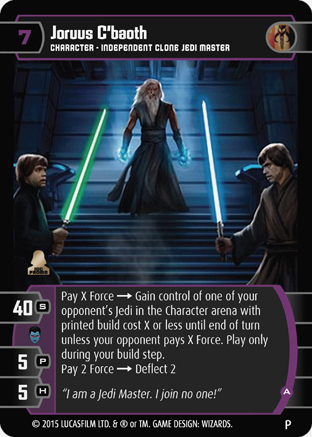 7
Joruus C'baoth
CHARACTER - INDEPENDENT CLONE JEDI MASTER
40 S
5 P
5 H
Pay X Force → Gain control of one of your
opponent's Jedi in the Character arena with
printed build cost X or less until end of turn
unless your opponent pays X Force. Play only
during your build step.
Pay 2 Force → Deflect 2
"I am a Jedi Master. I join no one!"
A
© 2015 LUCASFILM LTD. & ® or TM. GAME DESIGN: WIZARDS.
P